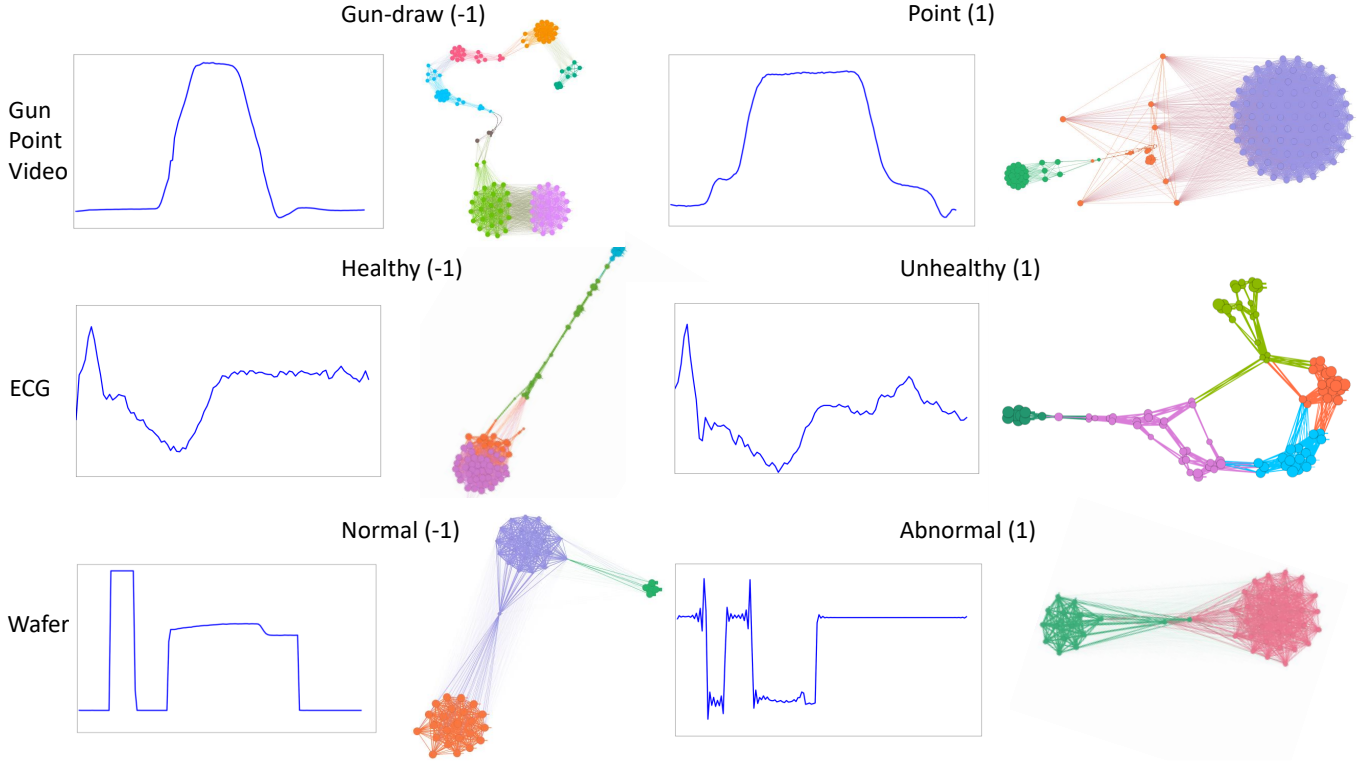 Gun-draw (-1)
Point (1)
Gun
Point
Video
Healthy (-1)
Unhealthy (1)
ECG
Normal (-1)
Abnormal (1)
Wafer